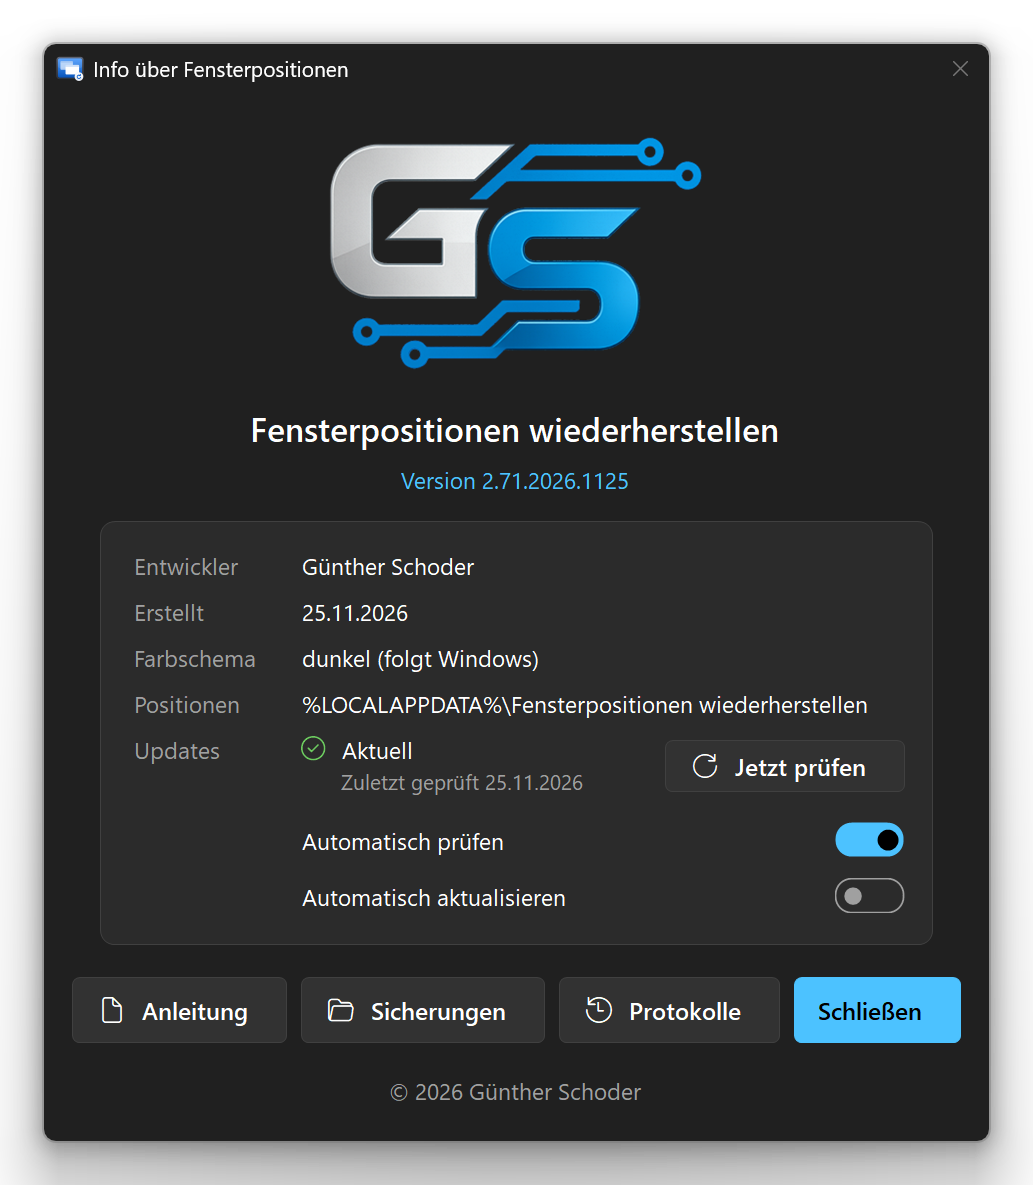 Info über Fensterpositionen
GS
Fensterpositionen wiederherstellen
Version 2.71.2026.1125
Entwickler Günther Schoder
Erstellt 25.11.2026
Farbschema dunkel (folgt Windows)
Positionen %LOCALAPPDATA%\Fensterpositionen wiederherstellen
Updates Aktuell
Zuletzt geprüft 25.11.2026
Jetzt prüfen
Automatisch prüfen
Automatisch aktualisieren
Anleitung Sicherungen Protokolle Schließen
© 2026 Günther Schoder